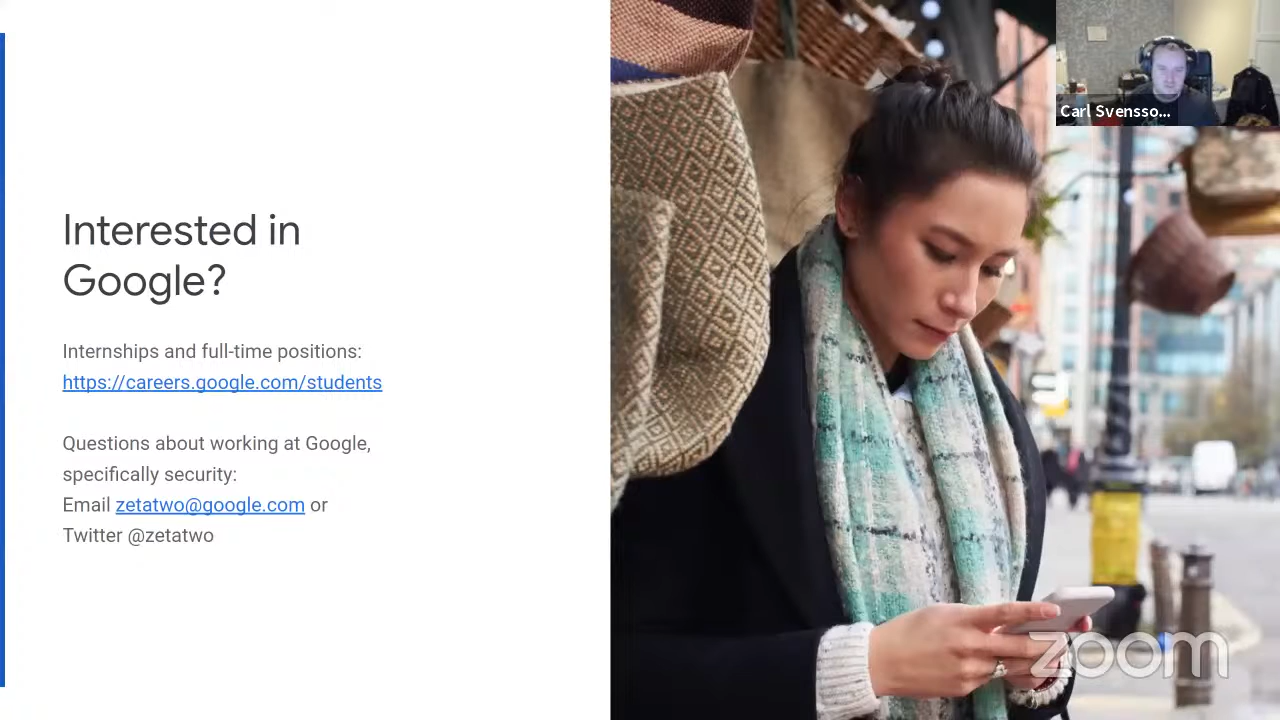 Carl Svensso...
Interested in
Google?
Internships and full-time positions:
https://careers.google.com/students
Questions about working at Google,
specifically security:
Email zetatwo@google.com or
Twitter @zetatwo
zoom